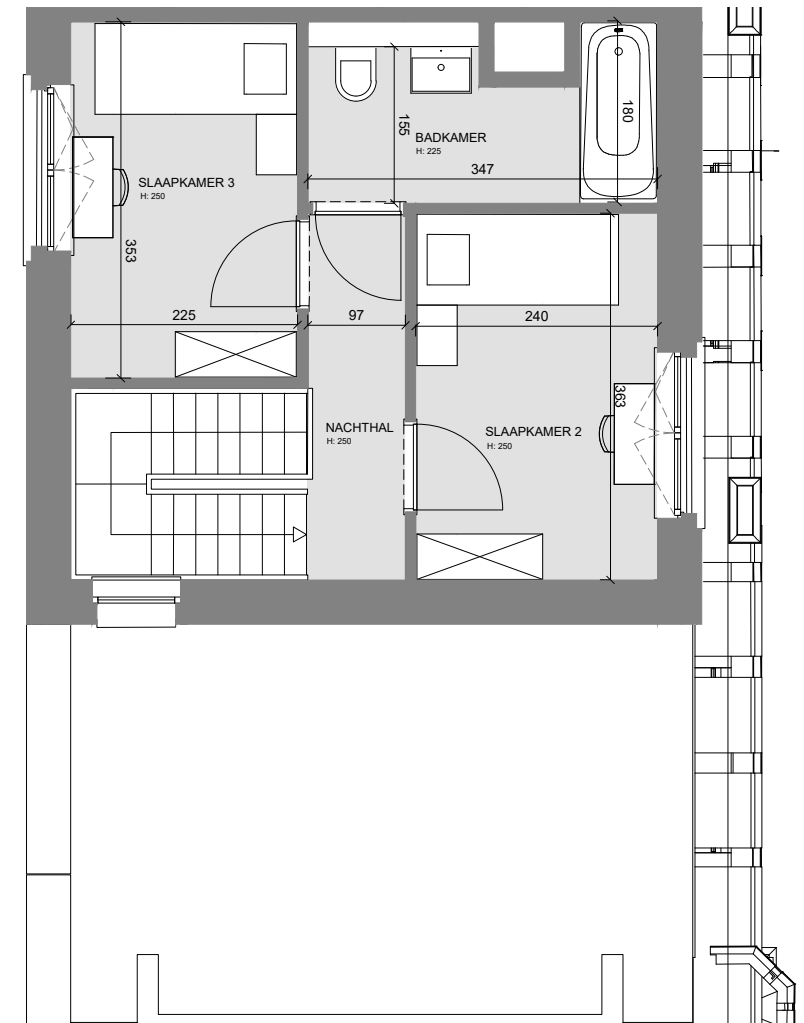 BADKAMER
H: 225
155
180
347
SLAAPKAMER 3
H: 250
353
225
97
240
363
NACHTHAL
H: 250
SLAAPKAMER 2
H: 250